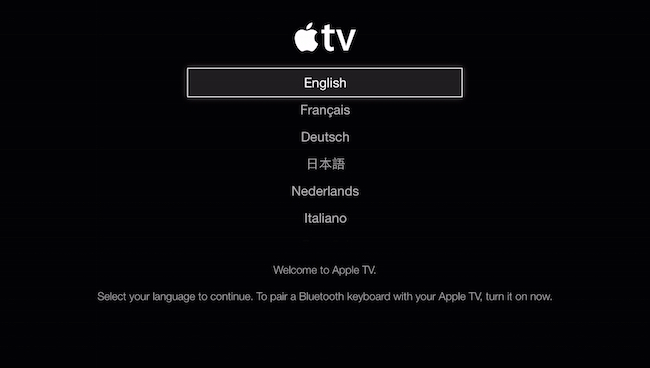 tv
English
Français
Deutsch
日本語
Nederlands
Italiano
Welcome to Apple TV.
Select your language to continue. To pair a Bluetooth keyboard with your Apple TV, turn it on now.